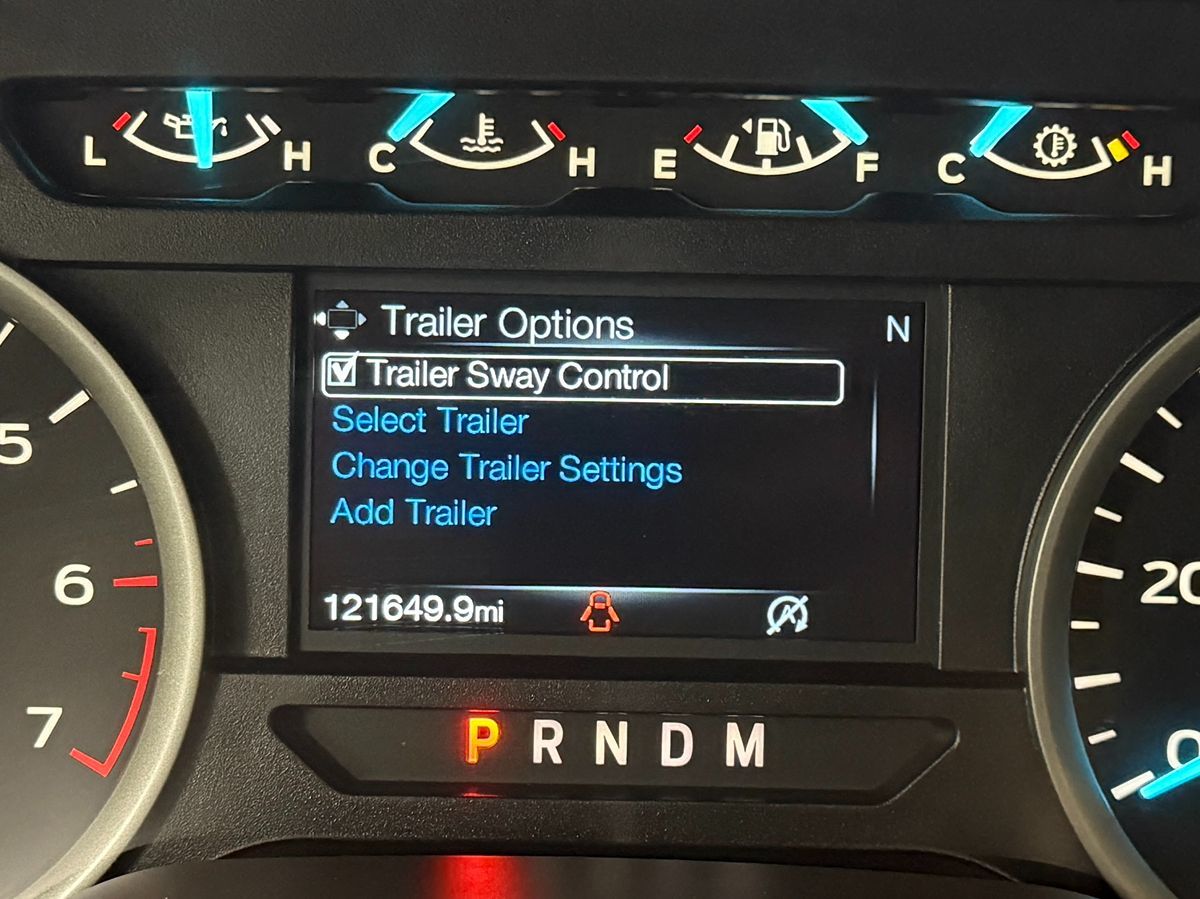 L H C H E F C H
Trailer Options N
Trailer Sway Control
Select Trailer
Change Trailer Settings
Add Trailer
121649.9mi
5
6
7
20
0
P R N D M